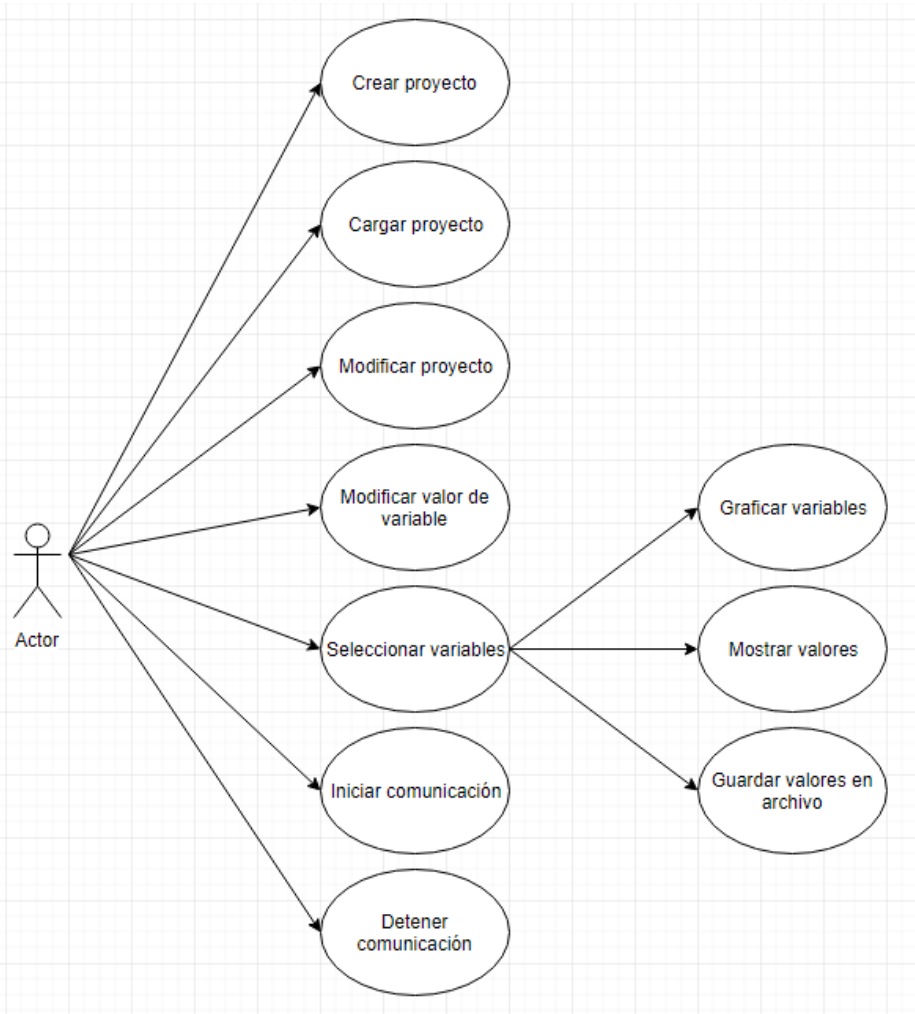 Crear proyecto
Cargar proyecto
Modificar proyecto
Modificar valor de
variable
Graficar variables
Actor
Seleccionar variables
Mostrar valores
Iniciar comunicación
Guardar valores en
archivo
Detener
comunicación